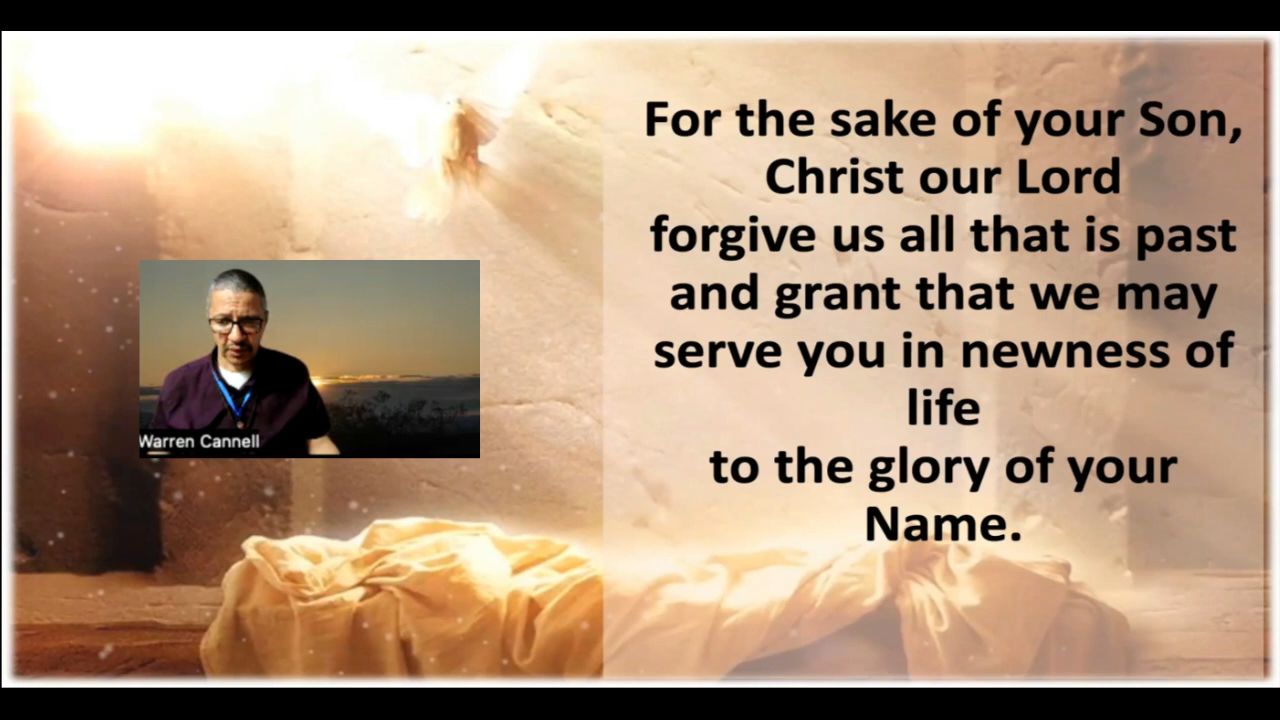 For the sake of your Son,
Christ our Lord
forgive us all that is past
and grant that we may
serve you in newness of
life
to the glory of your
Name.
Warren Cannell